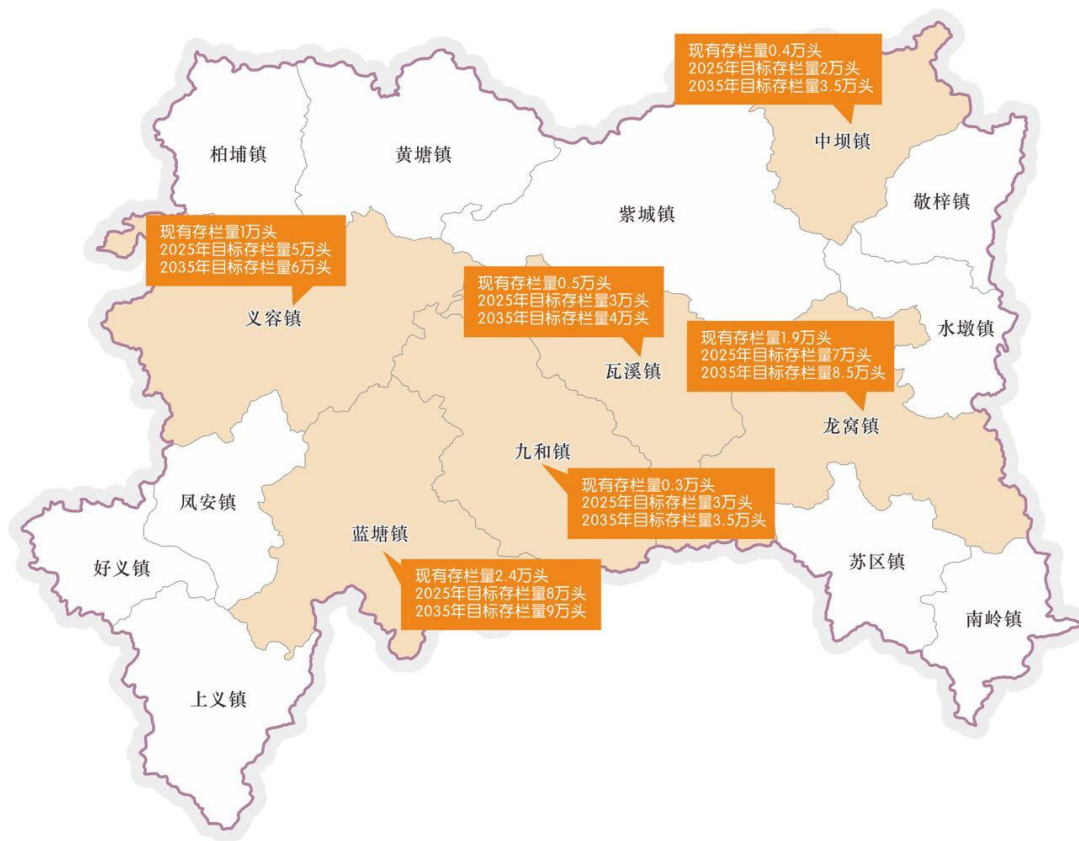 现有存栏量0.4万头
2025年目标存栏量2万头
2035年目标存栏量3.5万头
中坝镇
柏埔镇
黄塘镇
敬梓镇
紫城镇
现有存栏量1万头
2025年目标存栏量5万头
2035年目标存栏量6万头
义容镇
现有存栏量0.5万头
2025年目标存栏量3万头
2035年目标存栏量4万头
瓦溪镇
水墩镇
现有存栏量1.9万头
2025年目标存栏量7万头
2035年目标存栏量8.5万头
龙窝镇
九和镇
现有存栏量0.3万头
2025年目标存栏量3万头
2035年目标存栏量3.5万头
凤安镇
蓝塘镇
现有存栏量2.4万头
2025年目标存栏量8万头
2035年目标存栏量9万头
好义镇
苏区镇
南岭镇
上义镇